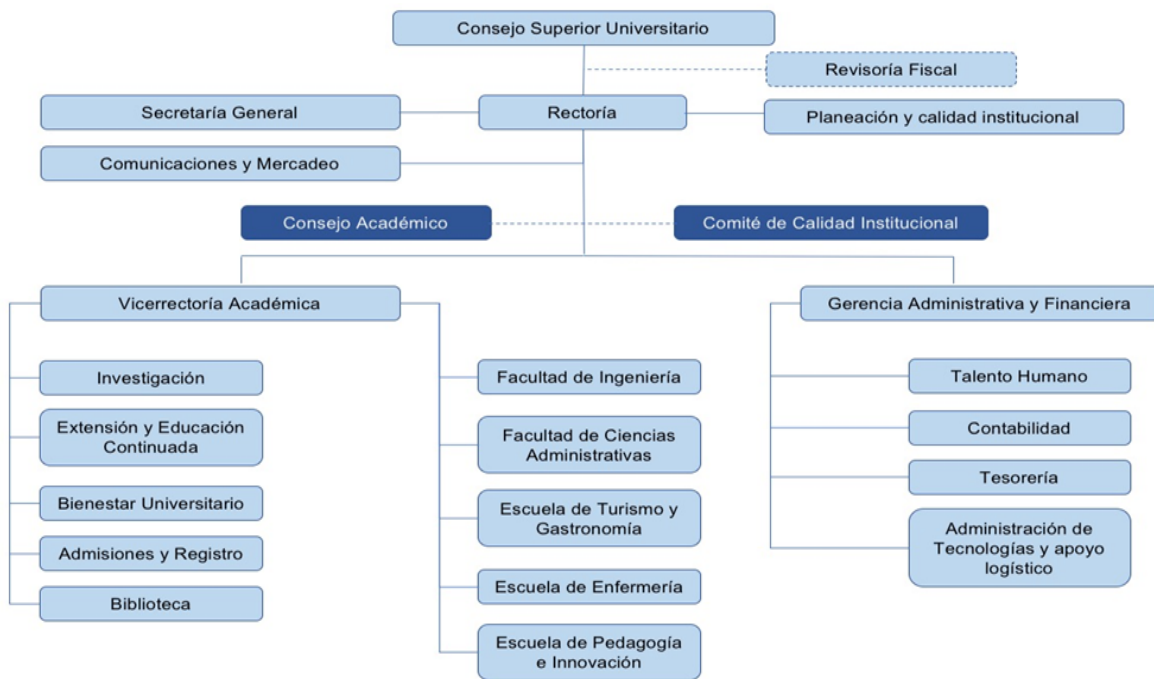 Consejo Superior Universitario
Revisoría Fiscal
Secretaría General
Rectoría
Planeación y calidad institucional
Comunicaciones y Mercadeo
Consejo Académico
Comité de Calidad Institucional
Vicerrectoría Académica
Gerencia Administrativa y Financiera
Investigación
Extensión y Educación
Continuada
Bienestar Universitario
Admisiones y Registro
Biblioteca
Facultad de Ingeniería
Facultad de Ciencias
Administrativas
Escuela de Turismo y
Gastronomía
Escuela de Enfermería
Escuela de Pedagogía
e Innovación
Talento Humano
Contabilidad
Tesorería
Administración de
Tecnologías y apoyo
logístico